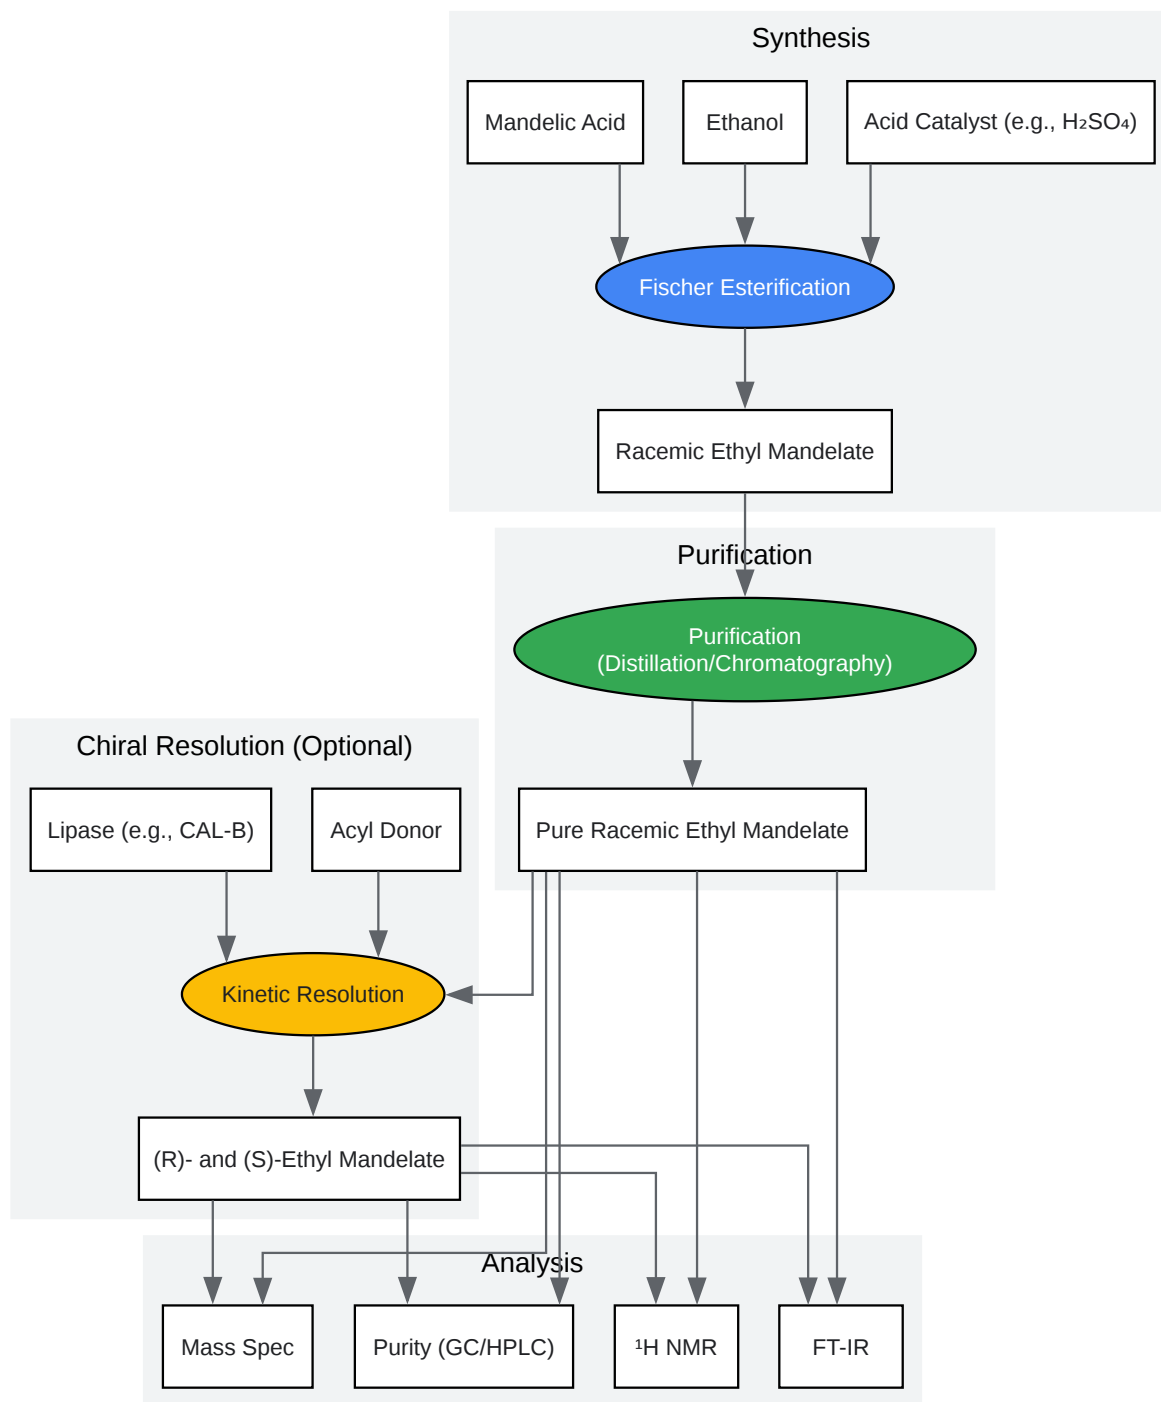 Synthesis
Mandelic Acid
Ethanol
Acid Catalyst (e.g., H₂SO₄)
Fischer Esterification
Racemic Ethyl Mandelate
Purification
Purification
(Distillation/Chromatography)
Pure Racemic Ethyl Mandelate
Chiral Resolution (Optional)
Lipase (e.g., CAL-B)
Acyl Donor
Kinetic Resolution
(R)- and (S)-Ethyl Mandelate
Analysis
Mass Spec
Purity (GC/HPLC)
¹H NMR
FT-IR